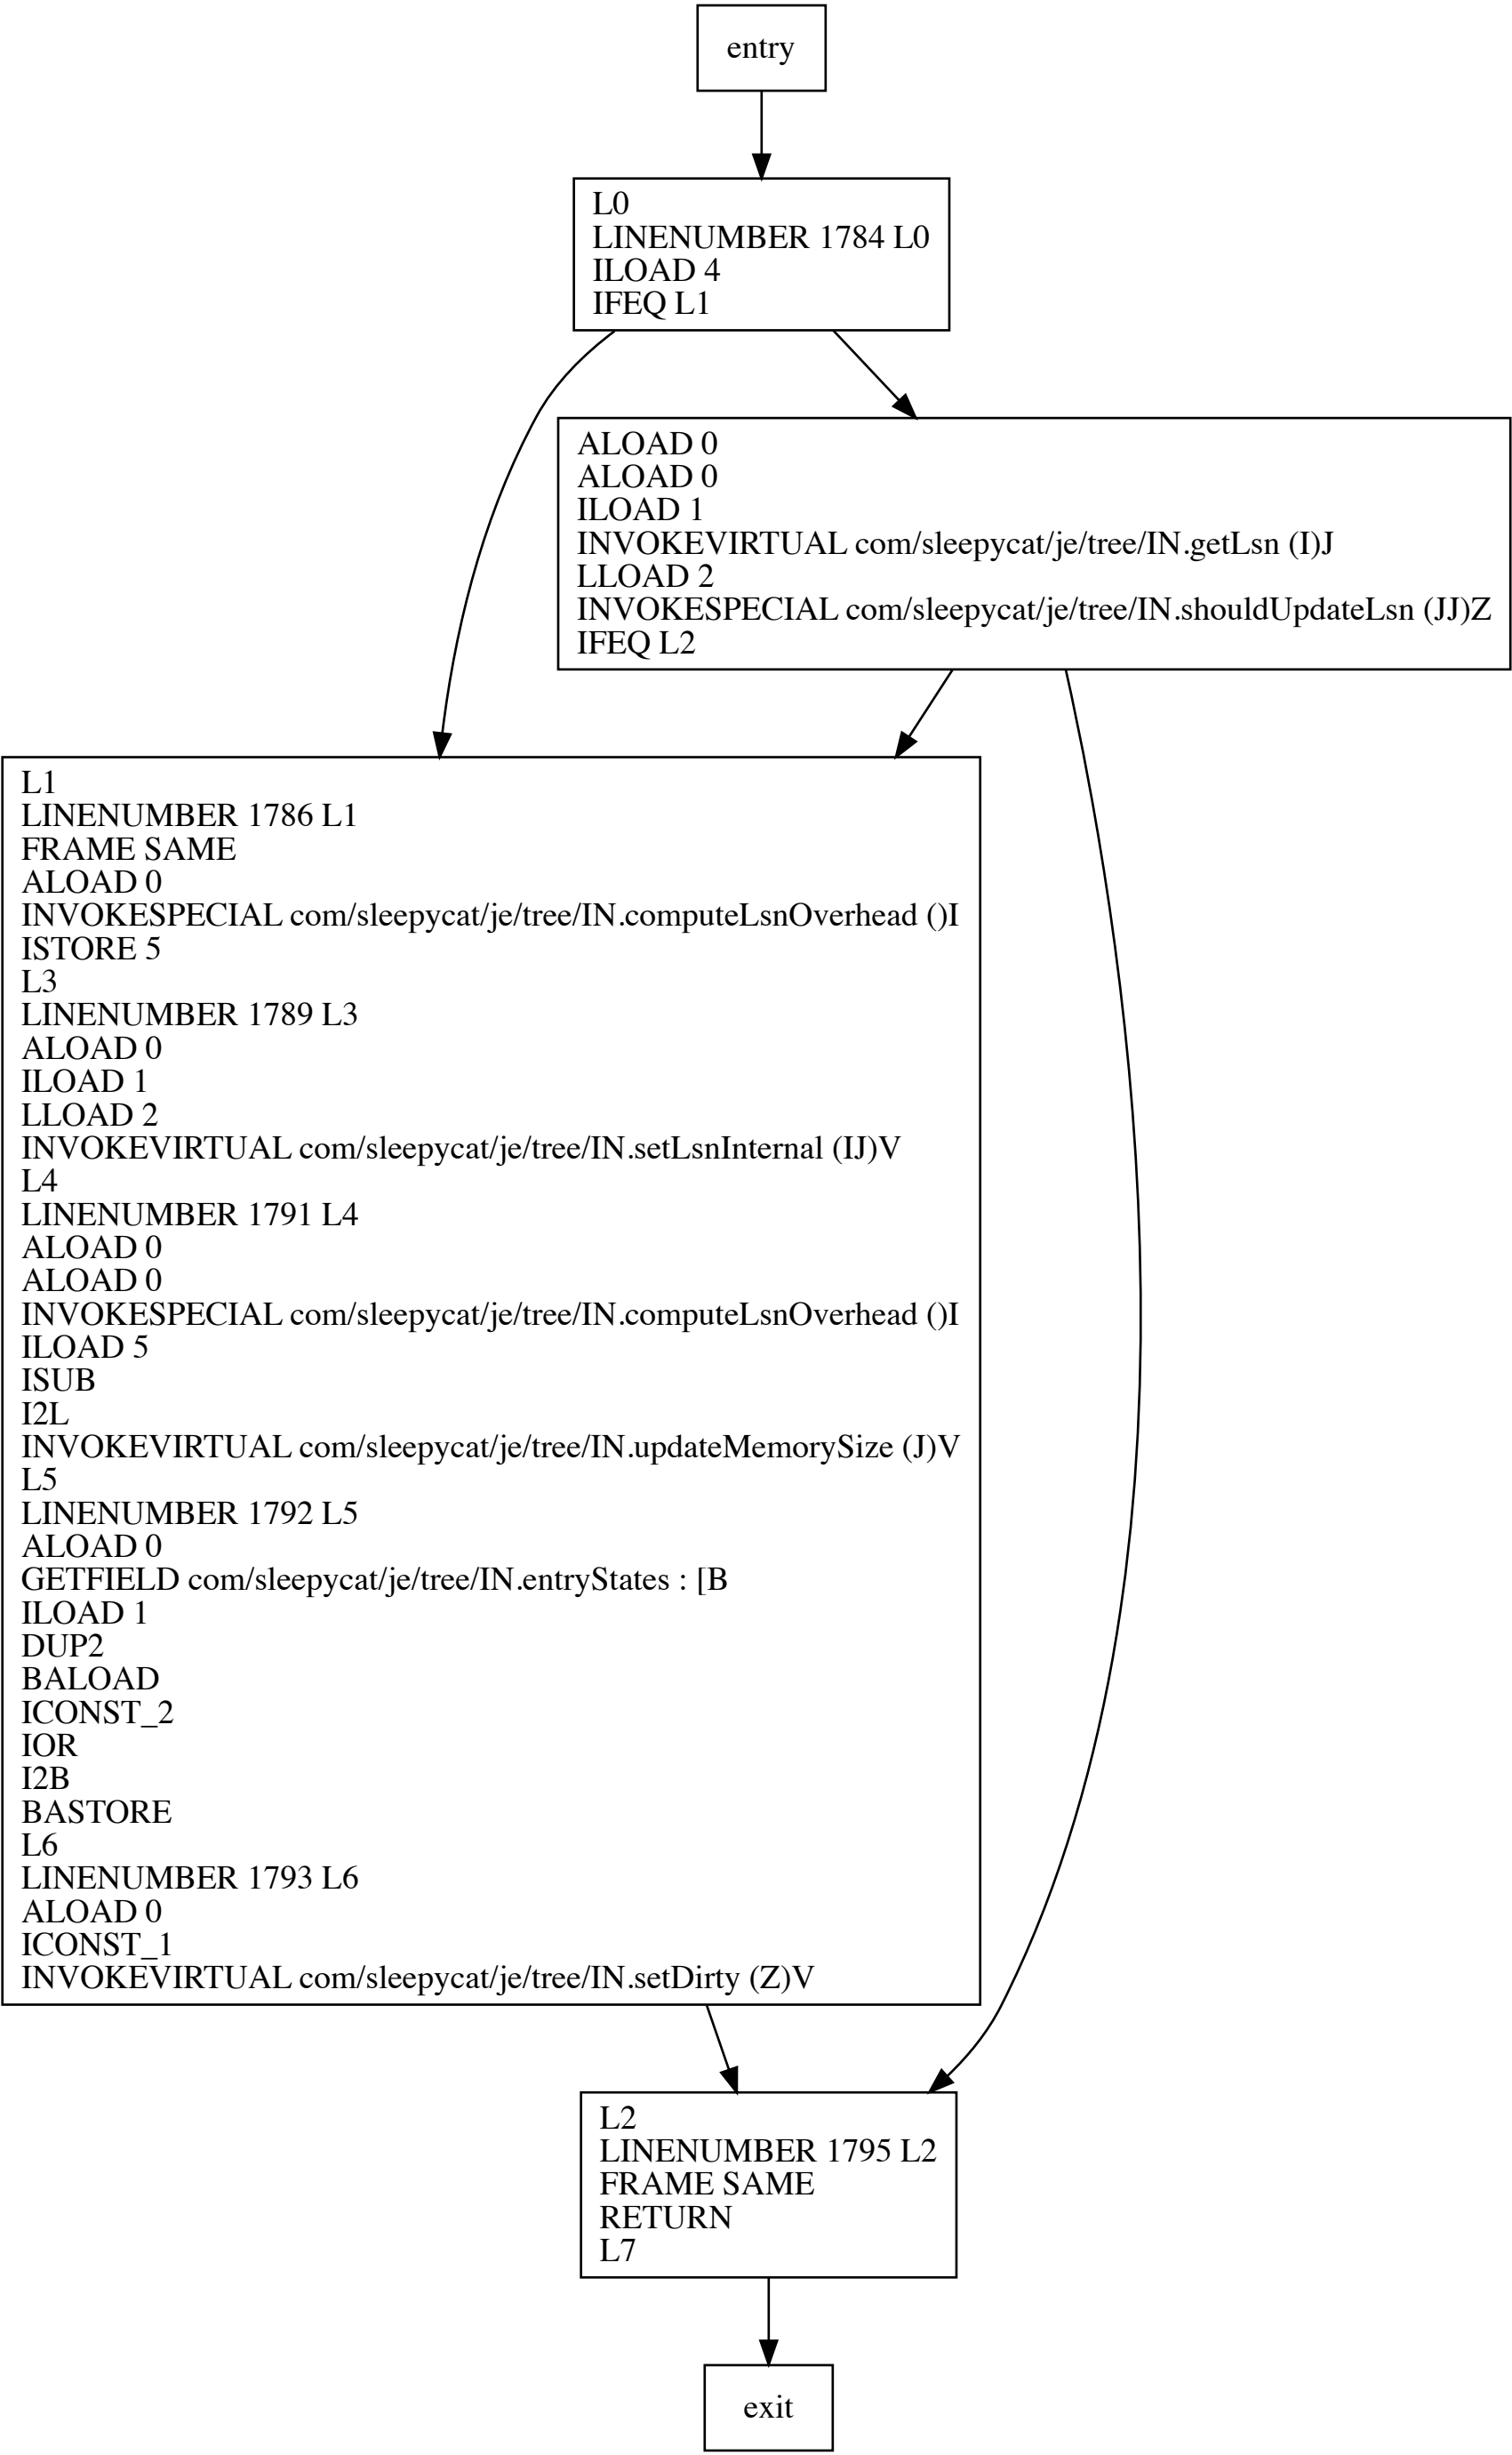 entry
L0
LINENUMBER 1784 L0
ILOAD 4
IFEQ L1
ALOAD 0
ALOAD 0
ILOAD 1
INVOKEVIRTUAL com/sleepycat/je/tree/IN.getLsn (I)J
LLOAD 2
INVOKESPECIAL com/sleepycat/je/tree/IN.shouldUpdateLsn (JJ)Z
IFEQ L2
L1
LINENUMBER 1786 L1
FRAME SAME
ALOAD 0
INVOKESPECIAL com/sleepycat/je/tree/IN.computeLsnOverhead ()I
ISTORE 5
L3
LINENUMBER 1789 L3
ALOAD 0
ILOAD 1
LLOAD 2
INVOKEVIRTUAL com/sleepycat/je/tree/IN.setLsnInternal (IJ)V
L4
LINENUMBER 1791 L4
ALOAD 0
ALOAD 0
INVOKESPECIAL com/sleepycat/je/tree/IN.computeLsnOverhead ()I
ILOAD 5
ISUB
I2L
INVOKEVIRTUAL com/sleepycat/je/tree/IN.updateMemorySize (J)V
L5
LINENUMBER 1792 L5
ALOAD 0
GETFIELD com/sleepycat/je/tree/IN.entryStates : [B
ILOAD 1
DUP2
BALOAD
ICONST_2
IOR
I2B
BASTORE
L6
LINENUMBER 1793 L6
ALOAD 0
ICONST_1
INVOKEVIRTUAL com/sleepycat/je/tree/IN.setDirty (Z)V
L2
LINENUMBER 1795 L2
FRAME SAME
RETURN
L7
exit